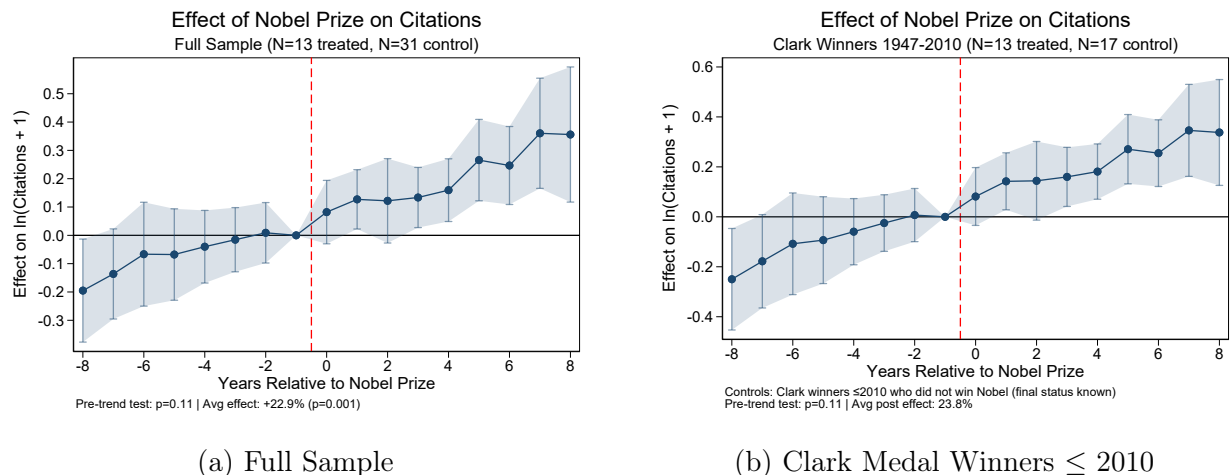 Effect of Nobel Prize on Citations
Full Sample (N=13 treated, N=31 control)
Effect on ln(Citations + 1)
0.5
0.4
0.3
0.2
0.1
0.0
-0.1
-0.2
-0.3
-8 -6 -4 -2 0 2 4 6 8
Years Relative to Nobel Prize
Pre-trend test: p=0.11 | Avg effect: +22.9% (p=0.001)
(a) Full Sample
Effect of Nobel Prize on Citations
Clark Winners 1947-2010 (N=13 treated, N=17 control)
Effect on ln(Citations + 1)
0.6
0.4
0.2
0.0
-0.2
-0.4
-8 -6 -4 -2 0 2 4 6 8
Years Relative to Nobel Prize
Controls: Clark winners ≤2010 who did not win Nobel (final status known)
Pre-trend test: p=0.11 | Avg post effect: 23.8%
(b) Clark Medal Winners ≤ 2010